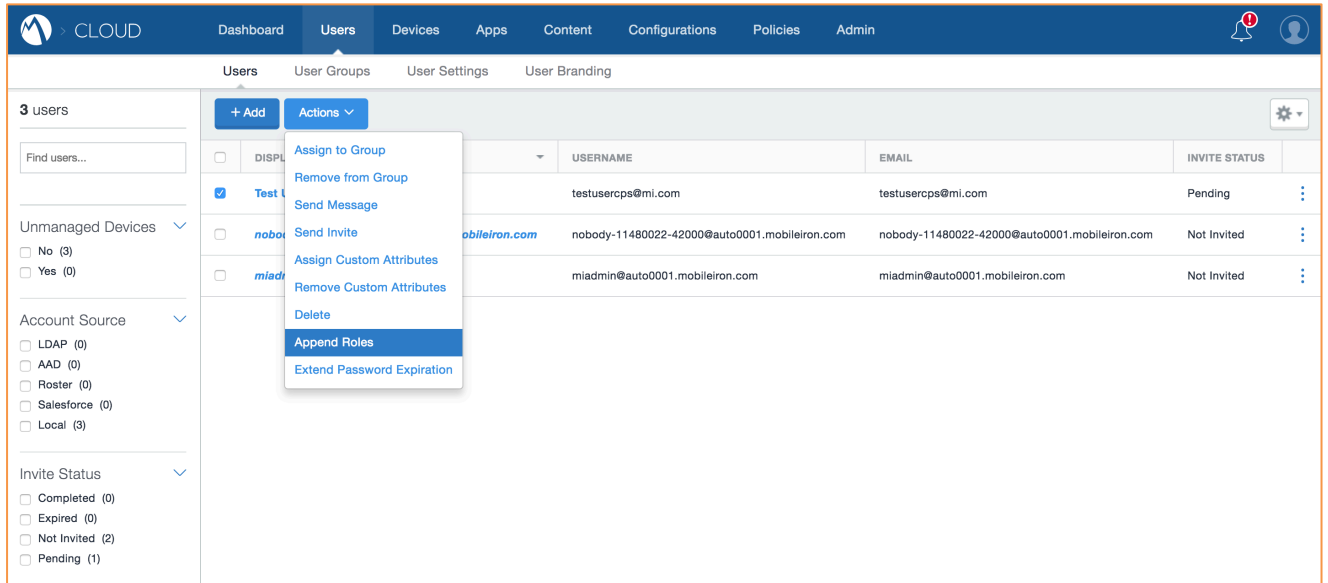 > CLOUD
Dashboard Users Devices Apps Content Configurations Policies Admin
Users User Groups User Settings User Branding
3 users
Find users...
Unmanaged Devices
No (3)
Yes (0)
Account Source
LDAP (0)
AAD (0)
Roster (0)
Salesforce (0)
Local (3)
Invite Status
Completed (0)
Expired (0)
Not Invited (2)
Pending (1)
+ Add Actions
Assign to Group
Remove from Group
Send Message
Send Invite
Assign Custom Attributes
Remove Custom Attributes
Delete
Append Roles
Extend Password Expiration
USERNAME EMAIL INVITE STATUS
Test testusercps@mi.com testusercps@mi.com Pending
obileiron.com nobody-11480022-42000@auto0001.mobileiron.com nobody-11480022-42000@auto0001.mobileiron.com Not Invited
miadmin@auto0001.mobileiron.com miadmin@auto0001.mobileiron.com Not Invited